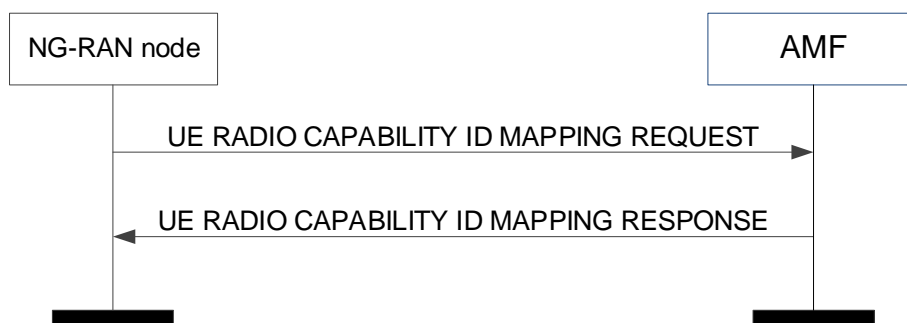 NG-RAN node
AMF
UE RADIO CAPABILITY ID MAPPING REQUEST
UE RADIO CAPABILITY ID MAPPING RESPONSE